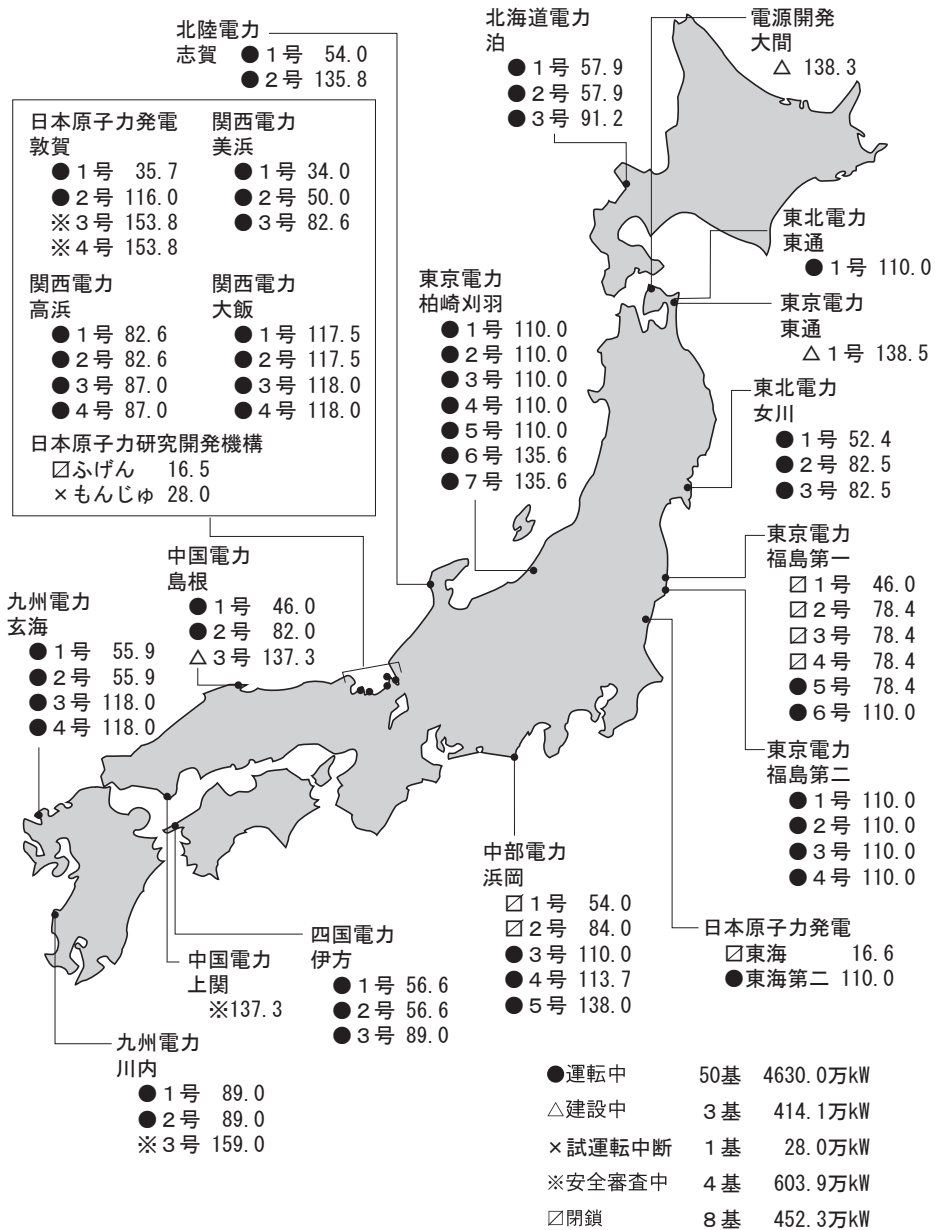 北陸電力
志賀 ●1号 54.0
●2号 135.8
北海道電力
泊
●1号 57.9
●2号 57.9
●3号 91.2
電源開発
大間
△ 138.3
日本原子力発電
敦賀
●1号 35.7
●2号 116.0
※3号 153.8
※4号 153.8
関西電力
美浜
●1号 34.0
●2号 50.0
●3号 82.6
関西電力
高浜
●1号 82.6
●2号 82.6
●3号 87.0
●4号 87.0
関西電力
大飯
●1号 117.5
●2号 117.5
●3号 118.0
●4号 118.0
日本原子力研究開発機構
〼ふげん 16.5
×もんじゅ 28.0
東京電力
柏崎刈羽
●1号 110.0
●2号 110.0
●3号 110.0
●4号 110.0
●5号 110.0
●6号 135.6
●7号 135.6
東北電力
東通
●1号 110.0
東京電力
東通
△1号 138.5
東北電力
女川
●1号 52.4
●2号 82.5
●3号 82.5
東京電力
福島第一
〼1号 46.0
〼2号 78.4
〼3号 78.4
〼4号 78.4
●5号 78.4
●6号 110.0
東京電力
福島第二
●1号 110.0
●2号 110.0
●3号 110.0
●4号 110.0
日本原子力発電
〼東海 16.6
●東海第二 110.0
中国電力
島根
●1号 46.0
●2号 82.0
△3号 137.3
九州電力
玄海
●1号 55.9
●2号 55.9
●3号 118.0
●4号 118.0
中部電力
浜岡
〼1号 54.0
〼2号 84.0
●3号 110.0
●4号 113.7
●5号 138.0
四国電力
伊方
●1号 56.6
●2号 56.6
●3号 89.0
中国電力
上関
※137.3
九州電力
川内
●1号 89.0
●2号 89.0
※3号 159.0
●運転中 50基 4630.0万kW
△建設中 3基 414.1万kW
×試運転中断 1基 28.0万kW
※安全審査中 4基 603.9万kW
〼閉鎖 8基 452.3万kW